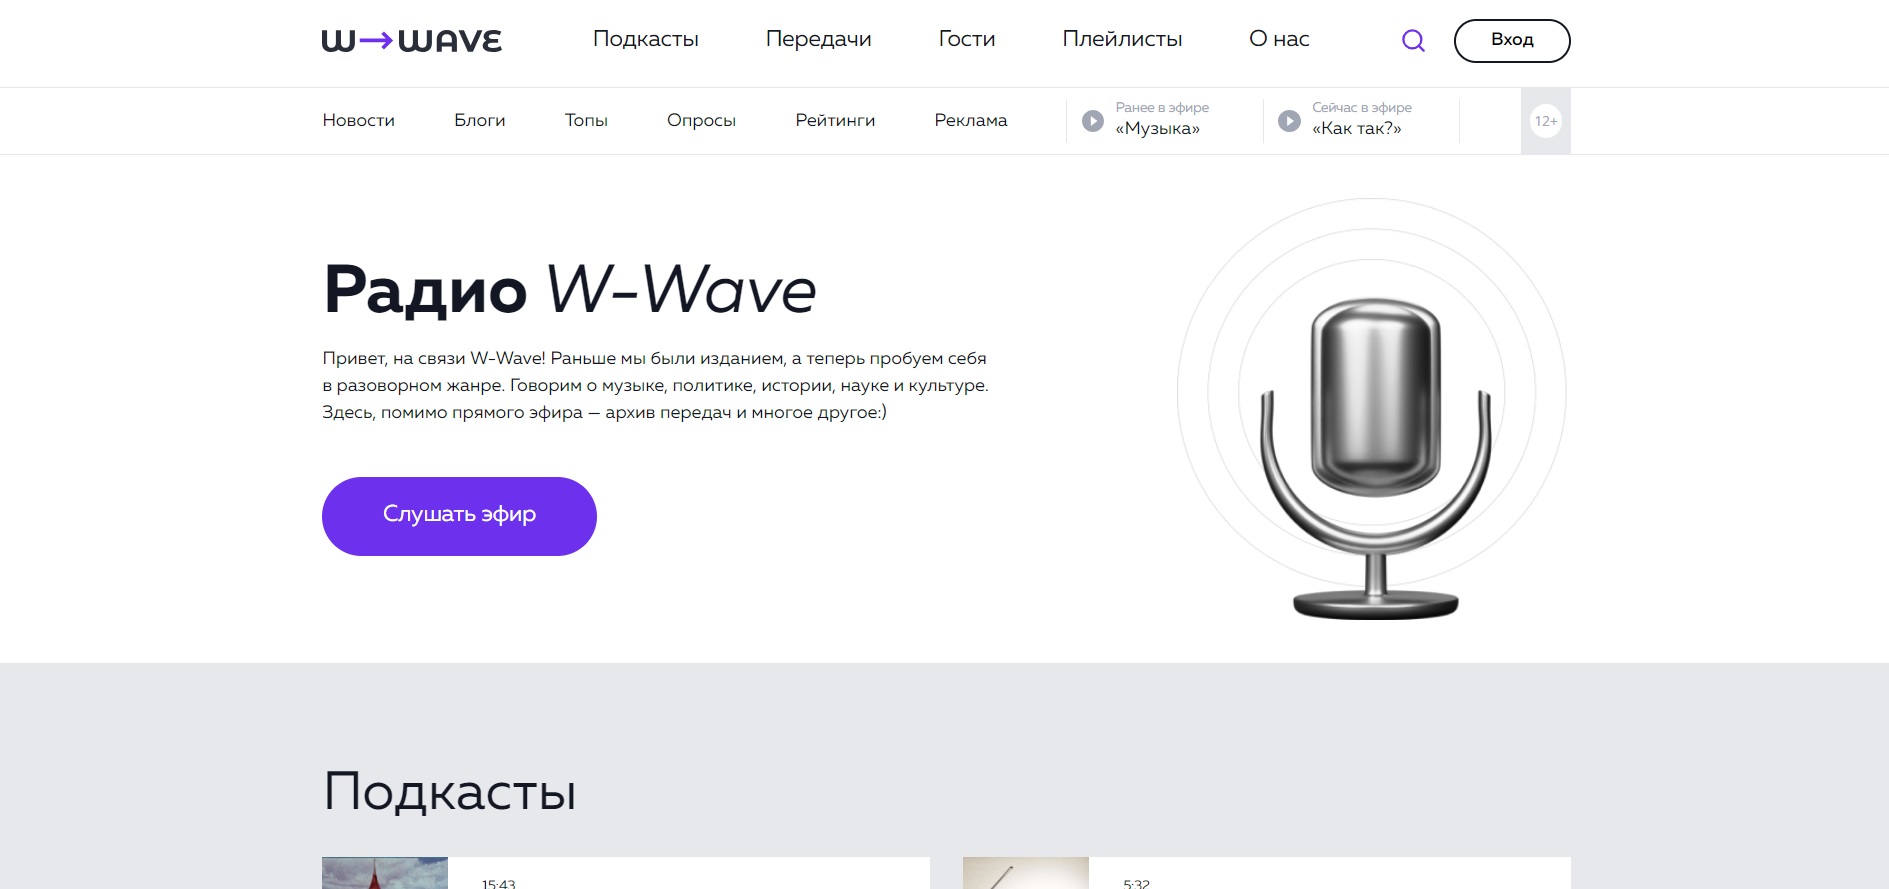 W→WAVE
Подкасты
Передачи
Гости
Плейлисты
О нас
Вход
Новости
Блоги
Топы
Опросы
Рейтинги
Реклама
Ранее в эфире
«Музыка»
Сейчас в эфире
«Как так?»
12+
Радио W-Wave
Привет, на связи W-Wave! Раньше мы были изданием, а теперь пробуем себя
в разоворном жанре. Говорим о музыке, политике, истории, науке и культуре.
Здесь, помимо прямого эфира — архив передач и многое другое:)
Слушать эфир
Подкасты
15:43
5:32